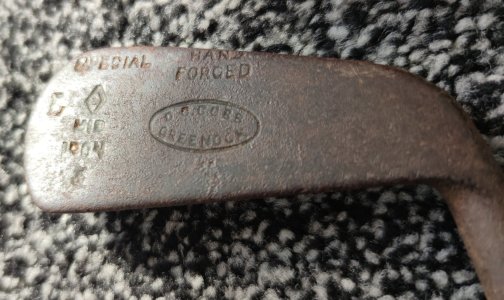 SPECIAL HAND
FORGED
MID
IRON
GREENOCK